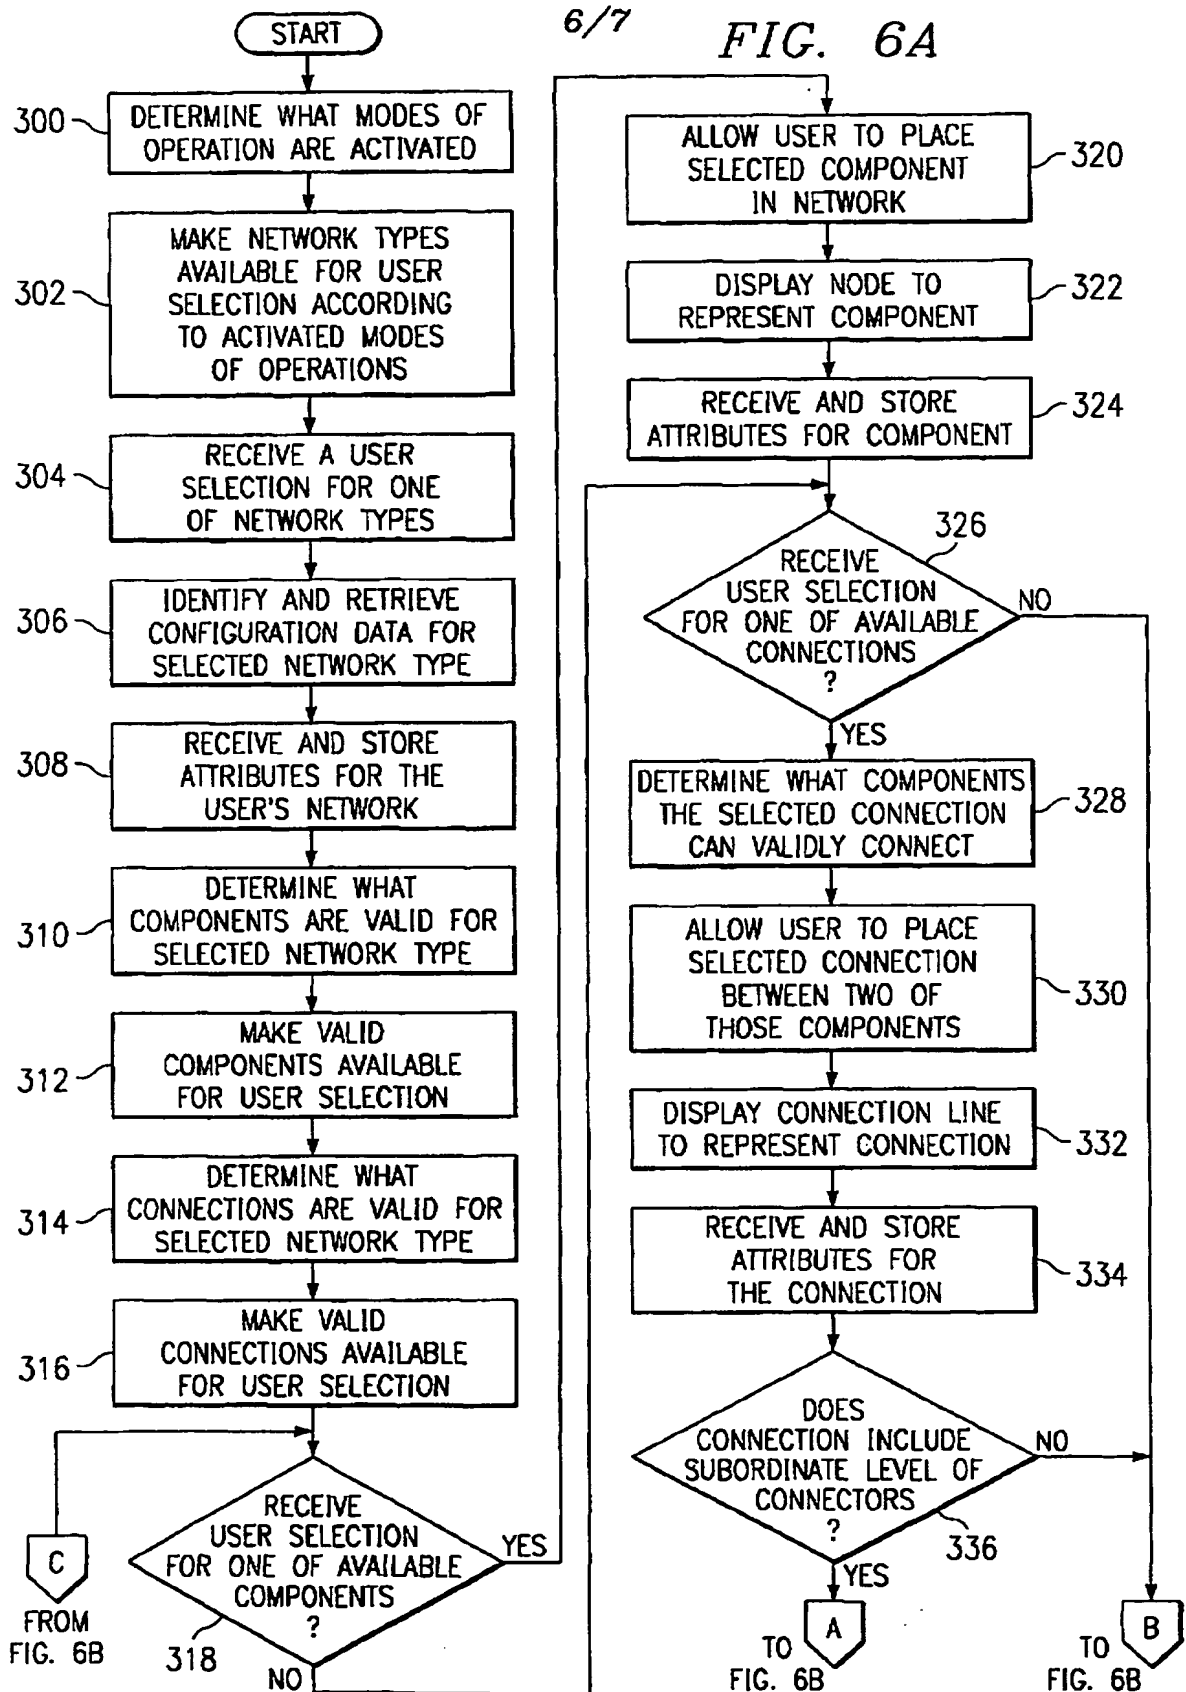 6/7
FIG. 6A
START
300
DETERMINE WHAT MODES OF
OPERATION ARE ACTIVATED
302
MAKE NETWORK TYPES
AVAILABLE FOR USER
SELECTION ACCORDING
TO ACTIVATED MODES
OF OPERATIONS
304
RECEIVE A USER
SELECTION FOR ONE
OF NETWORK TYPES
306
IDENTIFY AND RETRIEVE
CONFIGURATION DATA FOR
SELECTED NETWORK TYPE
308
RECEIVE AND STORE
ATTRIBUTES FOR THE
USER'S NETWORK
310
DETERMINE WHAT
COMPONENTS ARE VALID FOR
SELECTED NETWORK TYPE
312
MAKE VALID
COMPONENTS AVAILABLE
FOR USER SELECTION
314
DETERMINE WHAT
CONNECTIONS ARE VALID FOR
SELECTED NETWORK TYPE
316
MAKE VALID
CONNECTIONS AVAILABLE
FOR USER SELECTION
C
FROM
FIG. 6B
RECEIVE
USER SELECTION
FOR ONE OF AVAILABLE
COMPONENTS
?
318
YES
NO
ALLOW USER TO PLACE
SELECTED COMPONENT
IN NETWORK
320
DISPLAY NODE TO
REPRESENT COMPONENT
322
RECEIVE AND STORE
ATTRIBUTES FOR COMPONENT
324
326
RECEIVE
USER SELECTION
FOR ONE OF AVAILABLE
CONNECTIONS
?
NO
YES
DETERMINE WHAT COMPONENTS
THE SELECTED CONNECTION
CAN VALIDLY CONNECT
328
ALLOW USER TO PLACE
SELECTED CONNECTION
BETWEEN TWO OF
THOSE COMPONENTS
330
DISPLAY CONNECTION LINE
TO REPRESENT CONNECTION
332
RECEIVE AND STORE
ATTRIBUTES FOR
THE CONNECTION
334
DOES
CONNECTION INCLUDE
SUBORDINATE LEVEL OF
CONNECTORS
?
336
NO
YES
A
TO
FIG. 6B
B
TO
FIG. 6B